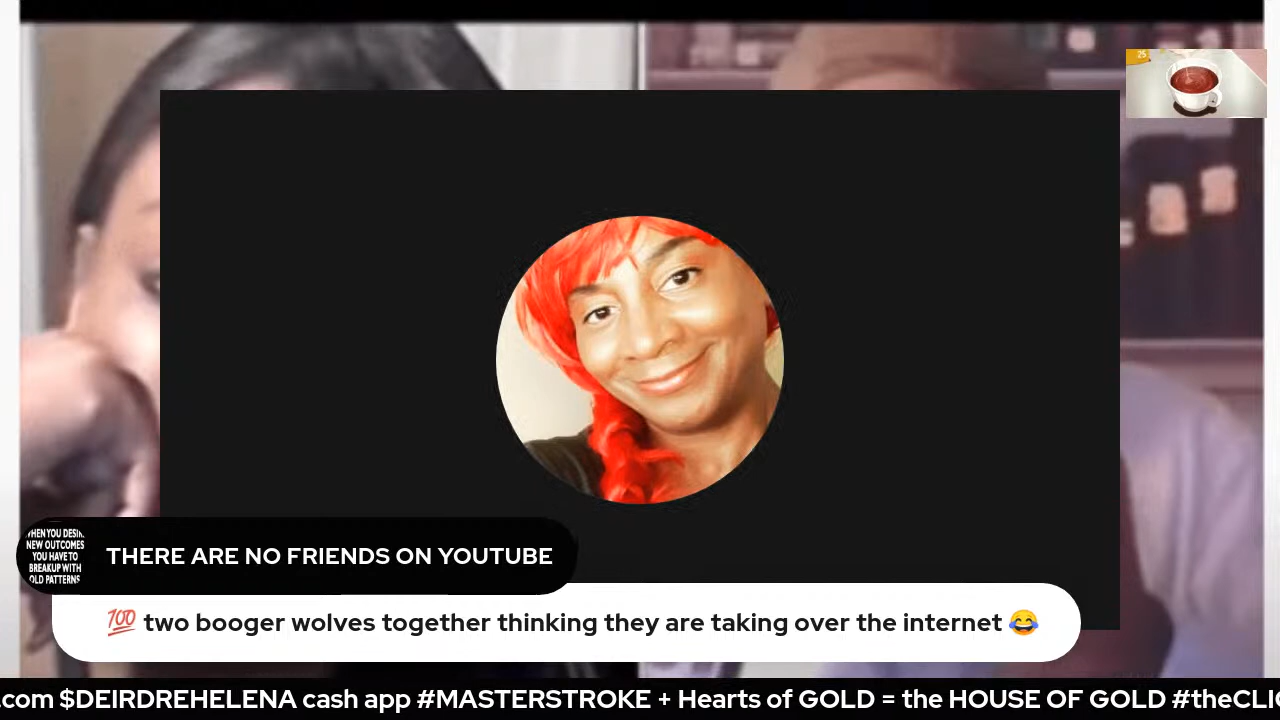 25
WHEN YOU DESIRE
NEW OUTCOMES
YOU HAVE TO
BREAKUP WITH
OLD PATTERNS
THERE ARE NO FRIENDS ON YOUTUBE
💯 two booger wolves together thinking they are taking over the internet 😂
.com $DEIRDREHELENA cash app #MASTERSTROKE + Hearts of GOLD = the HOUSE OF GOLD #theCLI